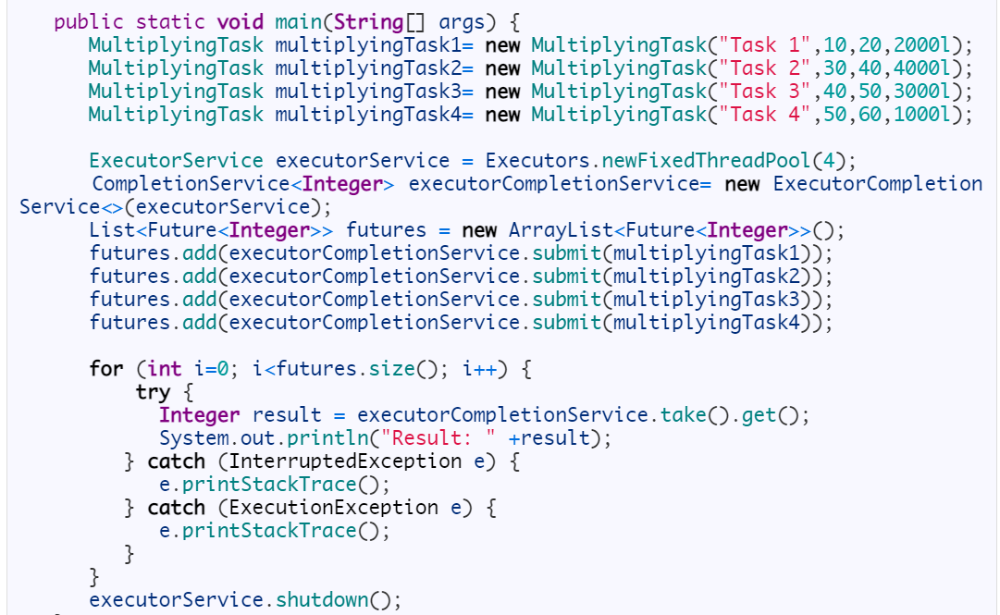 public static void main(String[] args) {
MultiplyingTask multiplyingTask1= new MultiplyingTask("Task 1",10,20,2000l);
MultiplyingTask multiplyingTask2= new MultiplyingTask("Task 2",30,40,4000l);
MultiplyingTask multiplyingTask3= new MultiplyingTask("Task 3",40,50,3000l);
MultiplyingTask multiplyingTask4= new MultiplyingTask("Task 4",50,60,1000l);
ExecutorService executorService = Executors.newFixedThreadPool(4);
CompletionService<Integer> executorCompletionService= new ExecutorCompletion
Service<>(executorService);
List<Future<Integer>> futures = new ArrayList<Future<Integer>>();
futures.add(executorCompletionService.submit(multiplyingTask1));
futures.add(executorCompletionService.submit(multiplyingTask2));
futures.add(executorCompletionService.submit(multiplyingTask3));
futures.add(executorCompletionService.submit(multiplyingTask4));
for (int i=0; i<futures.size(); i++) {
try {
Integer result = executorCompletionService.take().get();
System.out.println("Result: " +result);
} catch (InterruptedException e) {
e.printStackTrace();
} catch (ExecutionException e) {
e.printStackTrace();
}
}
executorService.shutdown();